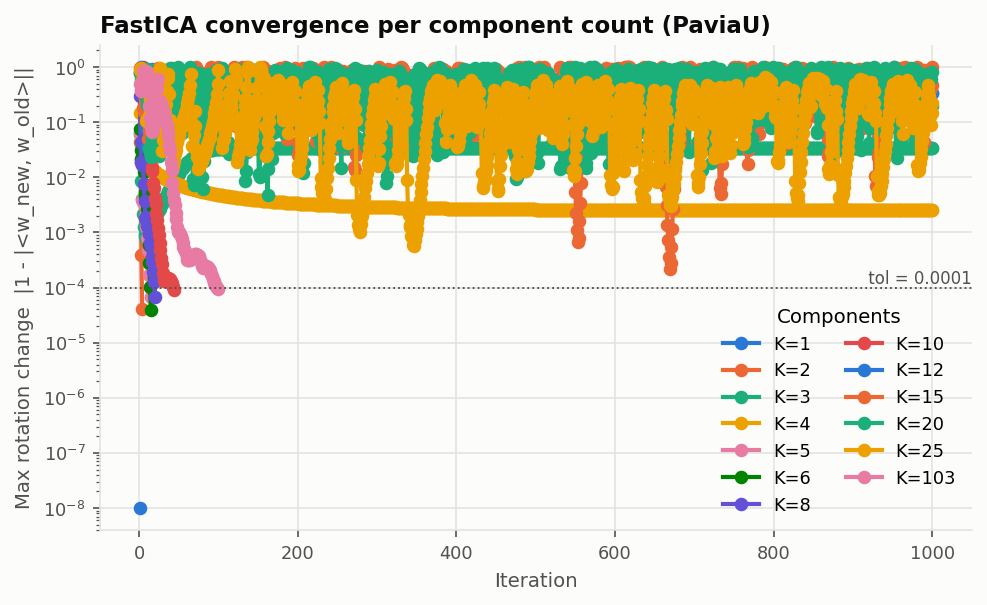 FastICA convergence per component count (PaviaU)
Max rotation change |1 - |<w_new, w_old>||
10⁰
10⁻¹
10⁻²
10⁻³
10⁻⁴
10⁻⁵
10⁻⁶
10⁻⁷
10⁻⁸
tol = 0.0001
Components
K=1
K=2
K=3
K=4
K=5
K=6
K=8
K=10
K=12
K=15
K=20
K=25
K=103
0
200
400
600
800
1000
Iteration